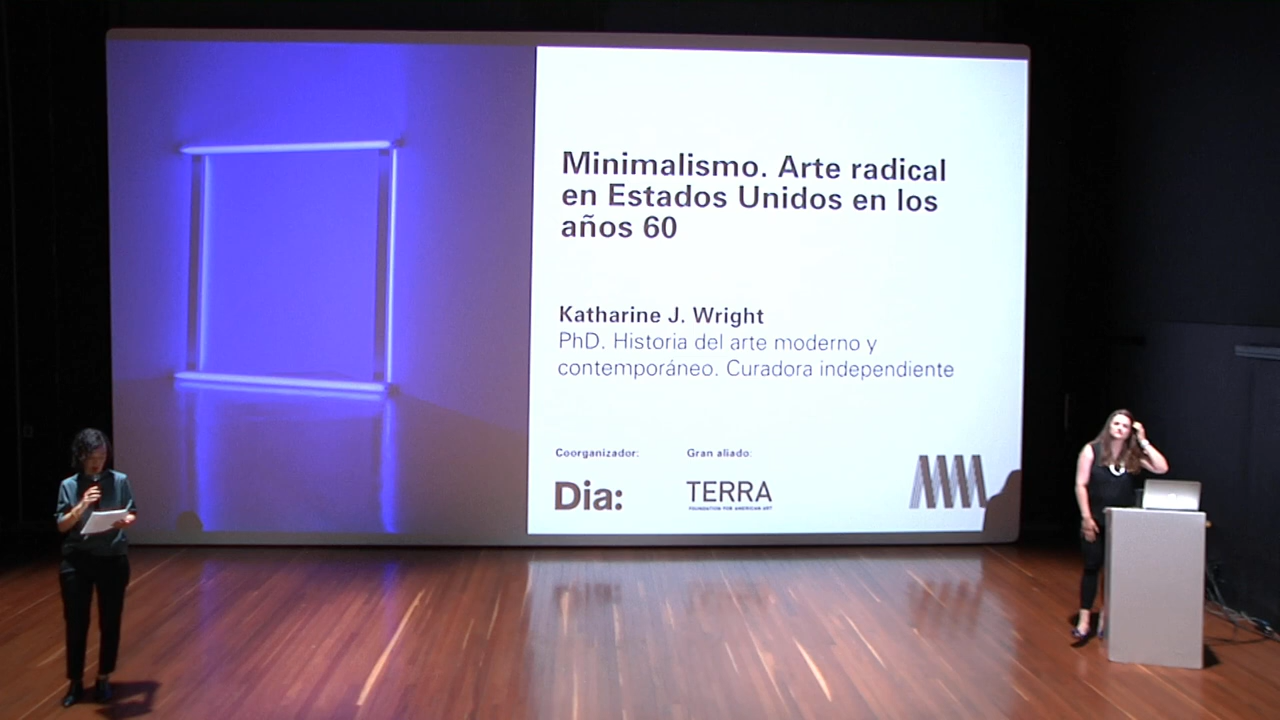 Minimalismo. Arte radical
en Estados Unidos en los
años 60
Katharine J. Wright
PhD. Historia del arte moderno y
contemporáneo. Curadora independiente
Coorganizador:
Gran aliado:
Dia:
TERRA
FOUNDATION FOR AMERICAN ART